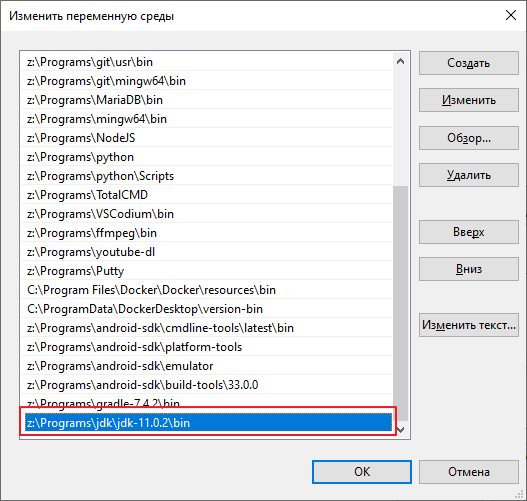 Изменить переменную среды
z:\Programs\git\usr\bin
z:\Programs\git\mingw64\bin
z:\Programs\MariaDB\bin
z:\Programs\mingw64\bin
z:\Programs\NodeJS
z:\Programs\python
z:\Programs\python\Scripts
z:\Programs\TotalCMD
z:\Programs\VSCodium\bin
z:\Programs\ffmpeg\bin
z:\Programs\youtube-dl
z:\Programs\Putty
C:\Program Files\Docker\Docker\resources\bin
C:\ProgramData\DockerDesktop\version-bin
z:\Programs\android-sdk\cmdline-tools\latest\bin
z:\Programs\android-sdk\platform-tools
z:\Programs\android-sdk\emulator
z:\Programs\android-sdk\build-tools\33.0.0
z:\Programs\gradle-7.4.2\bin
z:\Programs\jdk\jdk-11.0.2\bin
Создать
Изменить
Обзор...
Удалить
Вверх
Вниз
Изменить текст...
ОК
Отмена